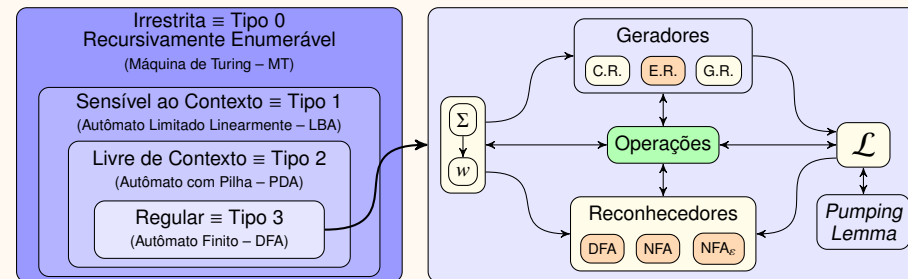 Irrestrita ≡ Tipo 0
Recursivamente Enumerável
(Máquina de Turing – MT)
Sensível ao Contexto ≡ Tipo 1
(Autômato Limitado Linearmente – LBA)
Livre de Contexto ≡ Tipo 2
(Autômato com Pilha – PDA)
Regular ≡ Tipo 3
(Autômato Finito – DFA)
Σ
w
Geradores
C.R. E.R. G.R.
Operações
Reconhecedores
DFA NFA NFAε
ℒ
Pumping
Lemma